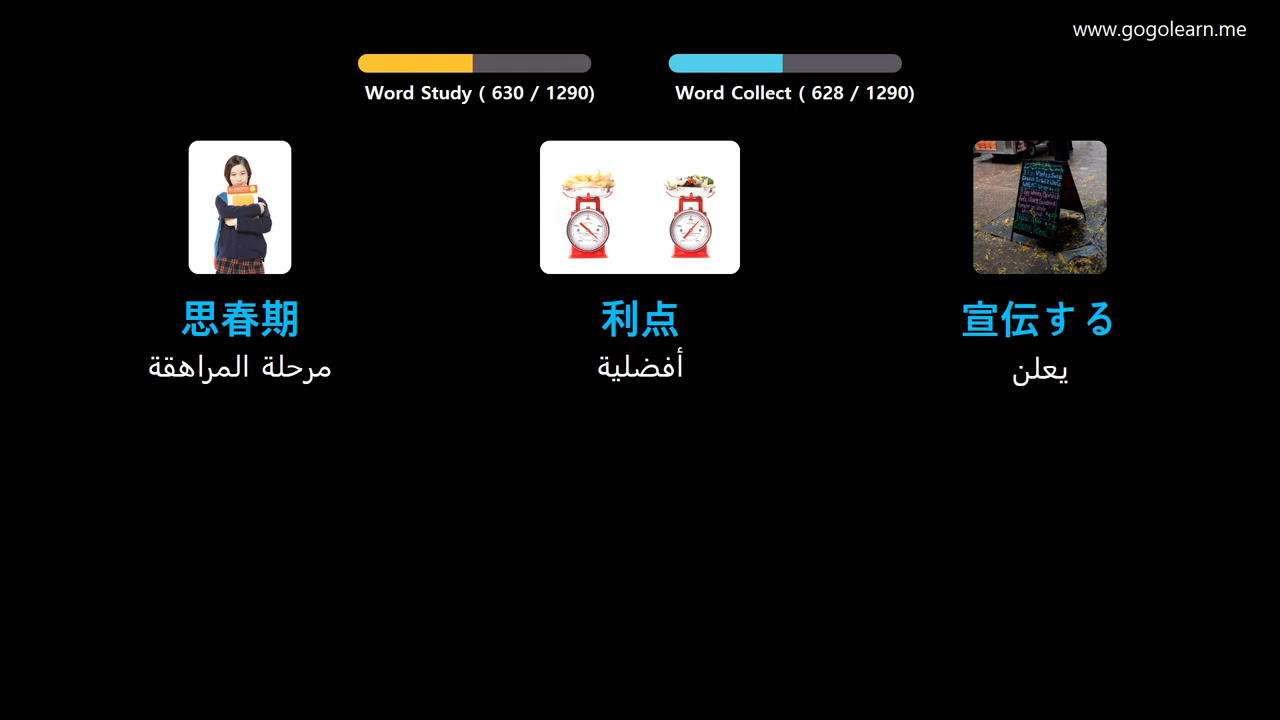 www.gogolearn.me
Word Study ( 630 / 1290)
Word Collect ( 628 / 1290)
思春期
مرحلة المراهقة
利点
أفضلية
宣伝する
يعلن